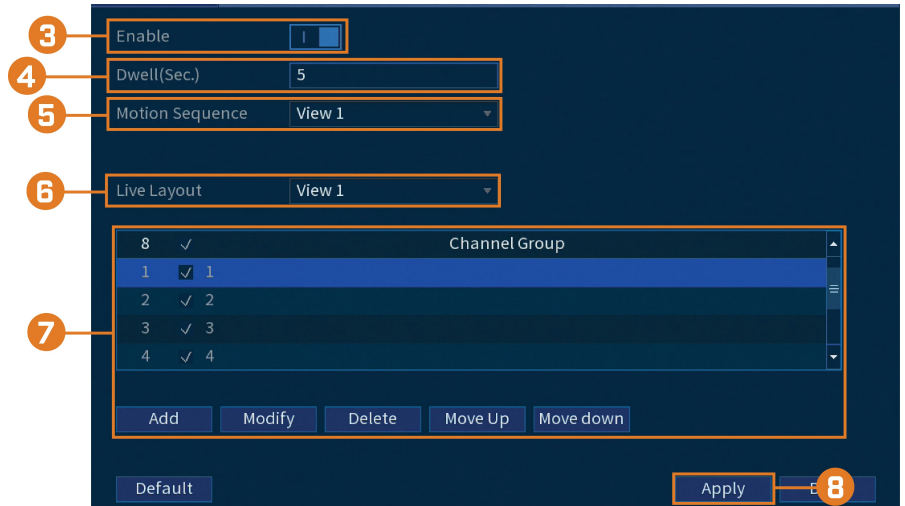 3 Enable
4 Dwell(Sec.) 5
5 Motion Sequence View 1
6 Live Layout View 1
8 Channel Group
1 1
2 2
7 3 3
4 4
Add Modify Delete Move Up Move down
Default Apply 8